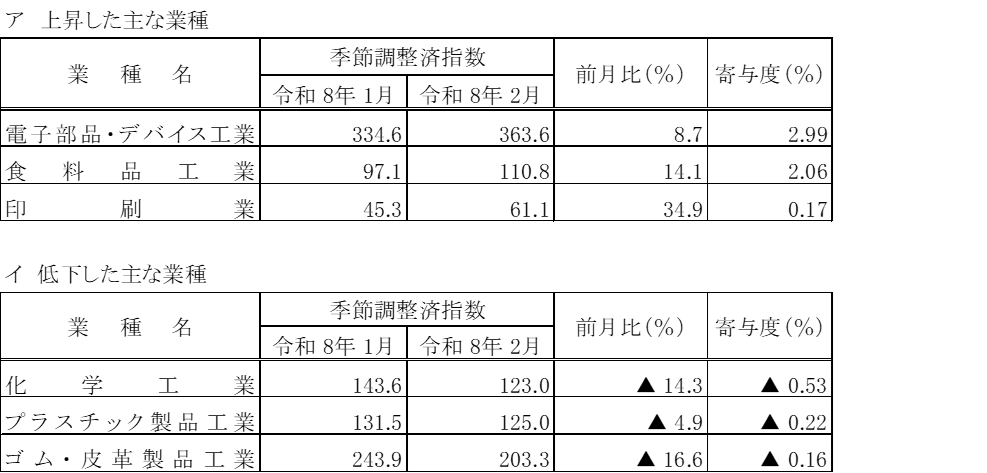 ア 上昇した主な業種
業種名 季節調整済指数 前月比(%) 寄与度(%)
令和 8年 1月 令和 8年 2月
電子部品・デバイス工業 334.6 363.6 8.7 2.99
食料品工業 97.1 110.8 14.1 2.06
印刷業 45.3 61.1 34.9 0.17
イ 低下した主な業種
業種名 季節調整済指数 前月比(%) 寄与度(%)
令和 8年 1月 令和 8年 2月
化学工業 143.6 123.0 ▲ 14.3 ▲ 0.53
プラスチック製品工業 131.5 125.0 ▲ 4.9 ▲ 0.22
ゴム・皮革製品工業 243.9 203.3 ▲ 16.6 ▲ 0.16